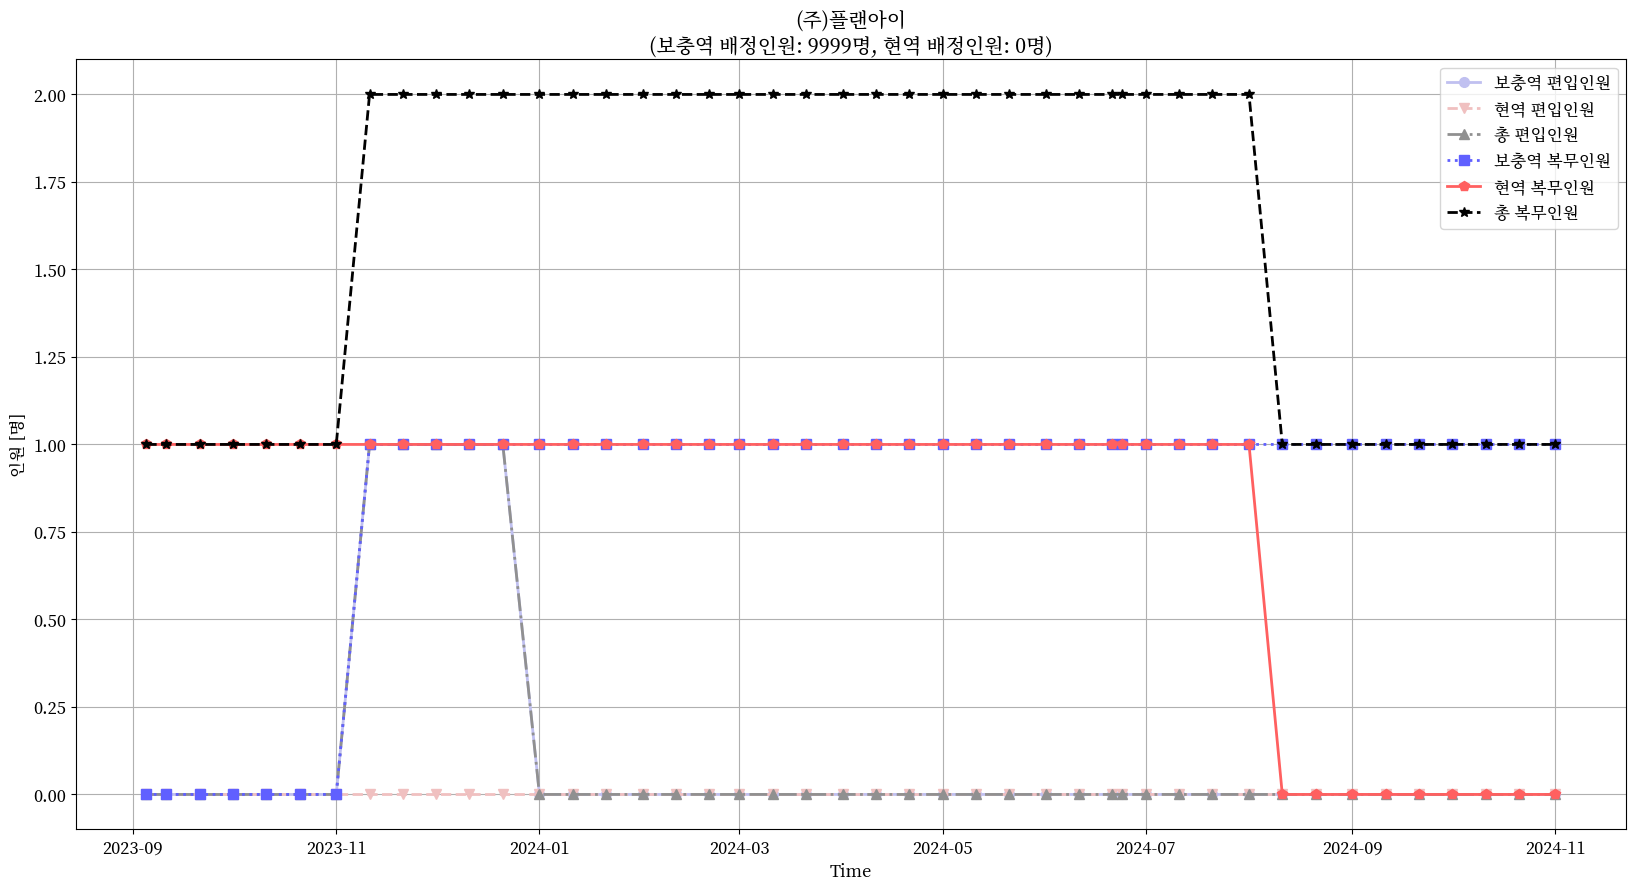 (주)플랜아이
(보충역 배정인원: 9999명, 현역 배정인원: 0명)
보충역 편입인원
현역 편입인원
총 편입인원
보충역 복무인원
현역 복무인원
총 복무인원
인원 [명]
2.00
1.75
1.50
1.25
1.00
0.75
0.50
0.25
0.00
2023-09 2023-11 2024-01 2024-03 2024-05 2024-07 2024-09 2024-11
Time